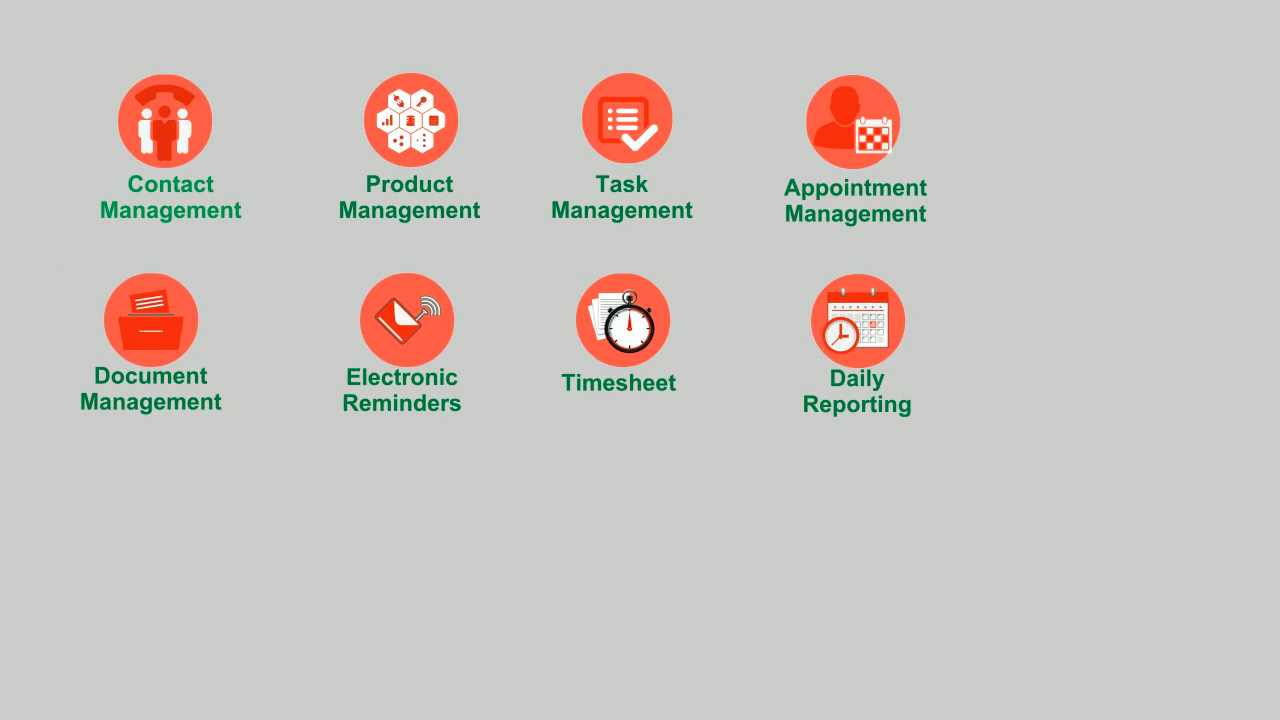 Contact
Management
Product
Management
Task
Management
Appointment
Management
Document
Management
Electronic
Reminders
Timesheet
Daily
Reporting